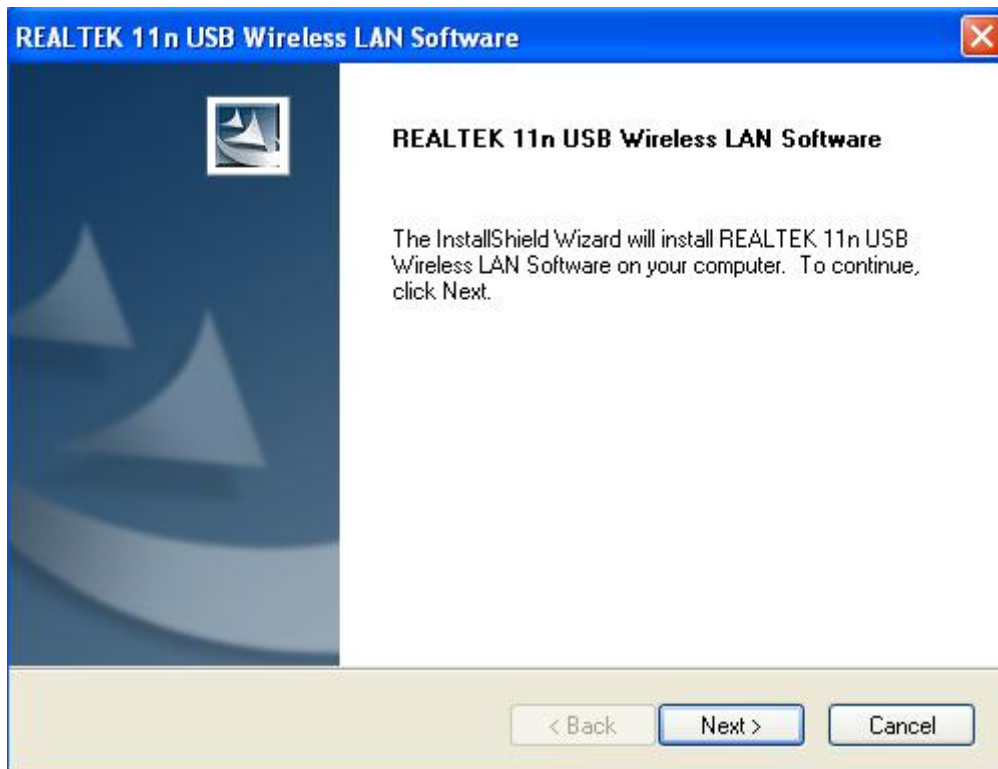 REALTEK 11n USB Wireless LAN Software
REALTEK 11n USB Wireless LAN Software
The InstallShield Wizard will install REALTEK 11n USB
Wireless LAN Software on your computer.  To continue,
click Next.
< Back
Next >
Cancel